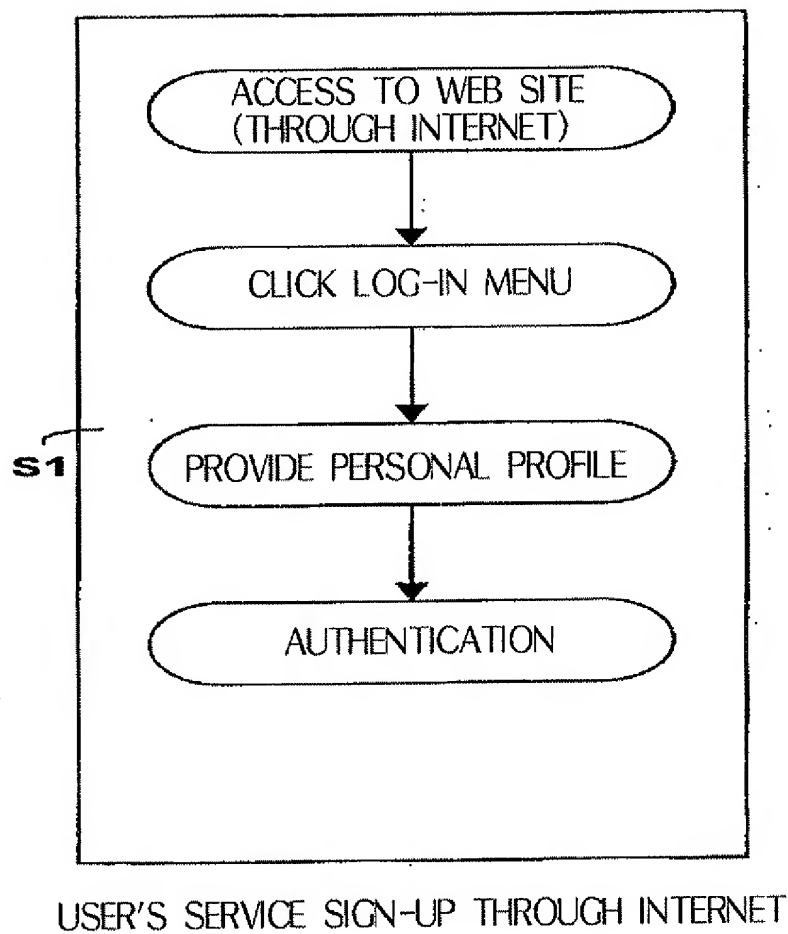 ACCESS TO WEB SITE
(THROUGH INTERNET)
CLICK LOG-IN MENU
S1
PROVIDE PERSONAL PROFILE
AUTHENTICATION
USER'S SERVICE SIGN-UP THROUGH INTERNET